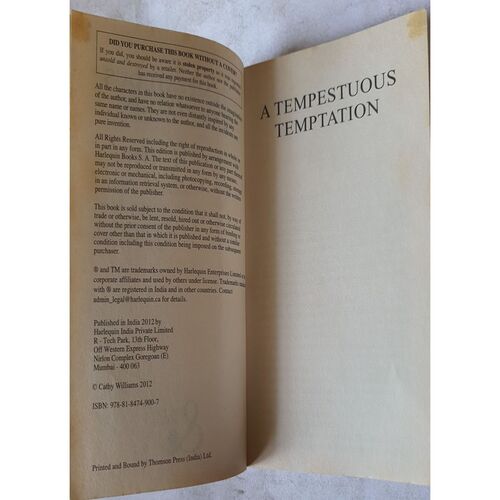 DID YOU PURCHASE THIS BOOK WITHOUT A COVER?
If you did, you should be aware it is stolen property as it was reported
unsold and destroyed by a retailer. Neither the author nor the publisher
has received any payment for this book.
All the characters in this book have no existence outside the imagination
of the author, and have no relation whatsoever to anyone bearing the
same name or names. They are not even distantly inspired by any
individual known or unknown to the author, and all the incidents are
pure invention.
All Rights Reserved including the right of reproduction in whole or
in part in any form. This edition is published by arrangement with
Harlequin Books S. A. The text of this publication or any part thereof
may not be reproduced or transmitted in any form by any means,
electronic or mechanical, including photocopying, recording, storage
in an information retrieval system, or otherwise, without the written
permission of the publisher.
This book is sold subject to the condition that it shall not, by way of
trade or otherwise, be lent, resold, hired out or otherwise circulated
without the prior consent of the publisher in any form of binding or
cover other than that in which it is published and without a similar
condition including this condition being imposed on the subsequent
purchaser.
® and TM are trademarks owned by Harlequin Enterprises Limited or its
corporate affiliates and used by others under license. Trademarks marked
with ® are registered in India and in other countries. Contact
admin_legal@harlequin.ca for details.
Published in India 2012 by
Harlequin India Private Limited
R - Tech Park, 13th Floor,
Off Western Express Highway
Nirlon Complex Goregoan (E)
Mumbai - 400 063
© Cathy Williams 2012
ISBN: 978-81-8474-900-7
Printed and Bound by Thomson Press (India) Ltd.
A TEMPESTUOUS
TEMPTATION